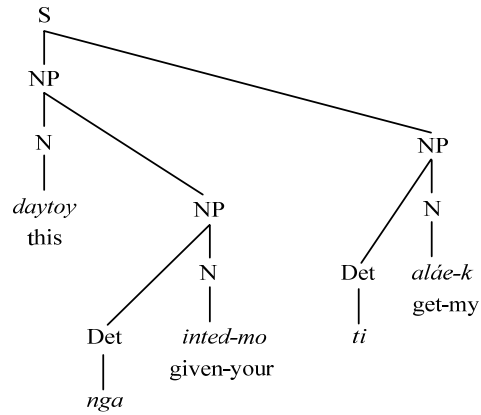 S
NP
N
NP
daytoy
NP
N
this
N
Det
aláe-k
get-my
Det
inted-mo
ti
given-your
nga